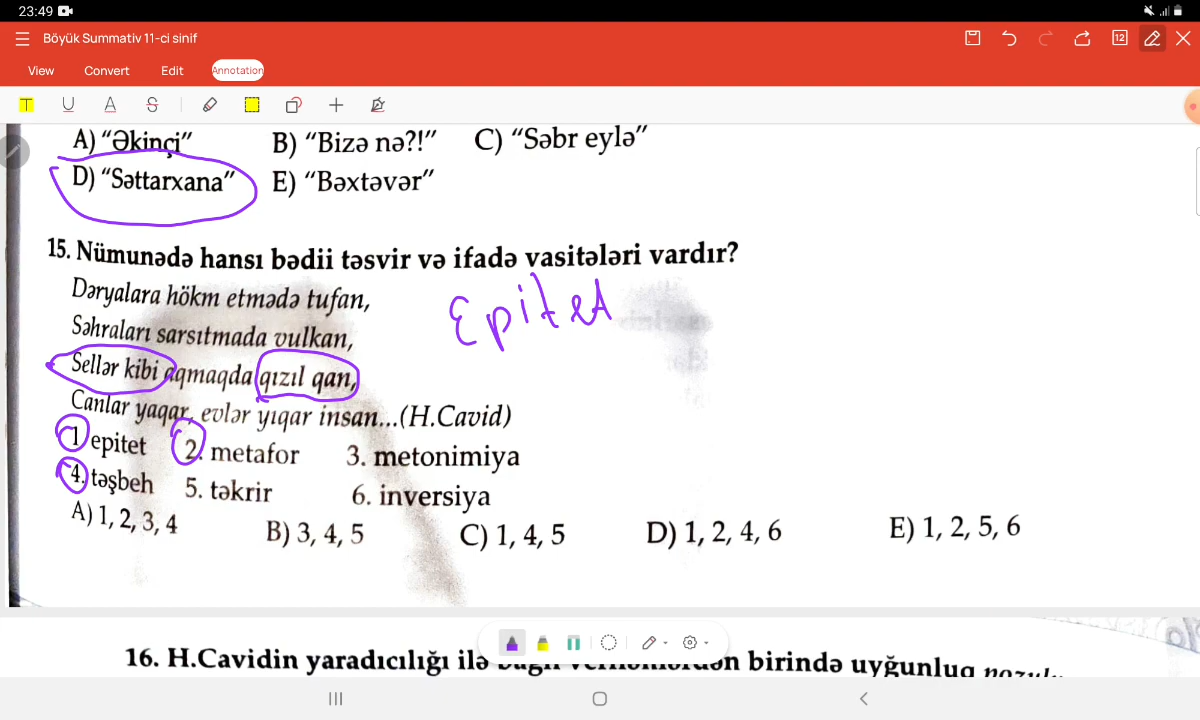 23:49
Böyük Summativ 11-ci sinif
12
View Convert Edit Annotation
T U A S
A) “Əkinçi” B) “Bizə nə?!” C) “Səbr eylə”
D) “Səttarxana” E) “Bəxtəvər”
15. Nümunədə hansı bədii təsvir və ifadə vasitələri vardır?
Dəryalara hökm etmədə tufan,
Səhraları sarsıtmada vulkan,
Sellər kibi aqmaqda qızıl qan,
Canlar yaqar, evlər yıqar insan...(H.Cavid)
Epitet
1 epitet 2. metafor 3. metonimiya
4. təşbeh 5. təkrir 6. inversiya
A) 1, 2, 3, 4 B) 3, 4, 5 C) 1, 4, 5 D) 1, 2, 4, 6 E) 1, 2, 5, 6
16. H.Cavidin yaradıcılığı ilə birində uyğunluq